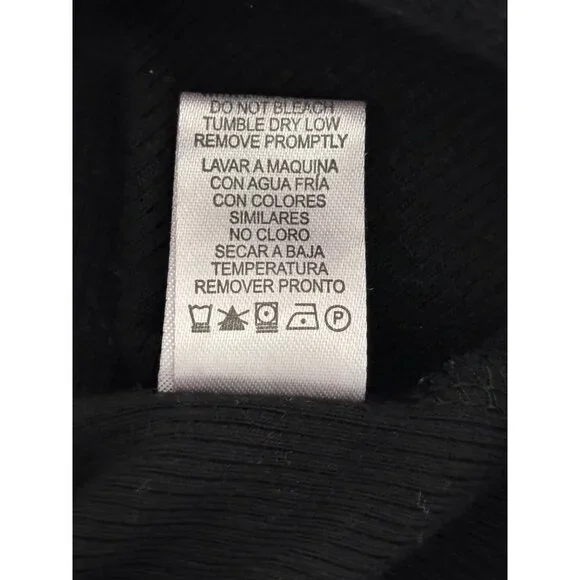 DO NOT BLEACH
TUMBLE DRY LOW
REMOVE PROMPTLY
LAVAR A MAQUINA
CON AGUA FRÍA
CON COLORES
SIMILARES
NO CLORO
SECAR A BAJA
TEMPERATURA
REMOVER PRONTO
P